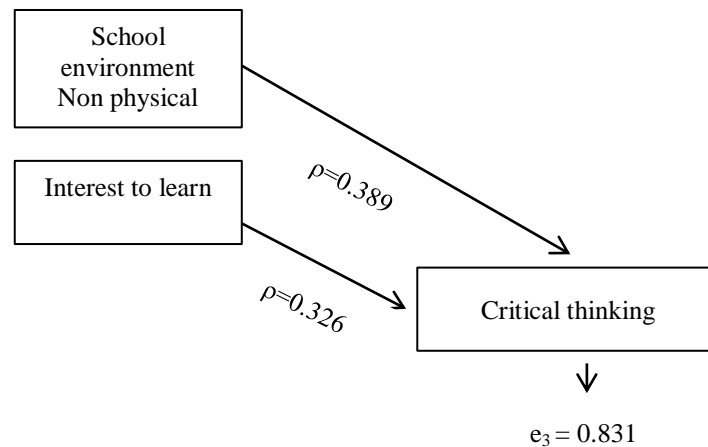 School
environment
Non physical
Interest to learn
ρ=0.389
ρ=0.326
Critical thinking
e₃ = 0.831